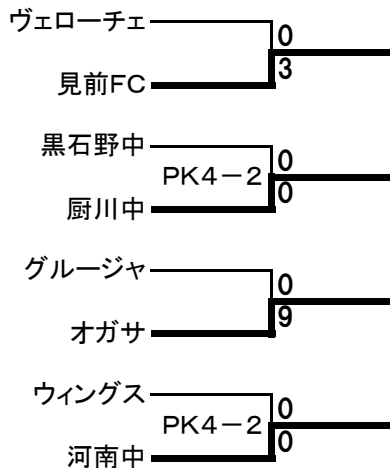 ヴェローチェ
0
3
見前FC
黒石野中
PK4－2
0
0
厨川中
グルージャ
0
9
オガサ
ウィングス
PK4－2
0
0
河南中